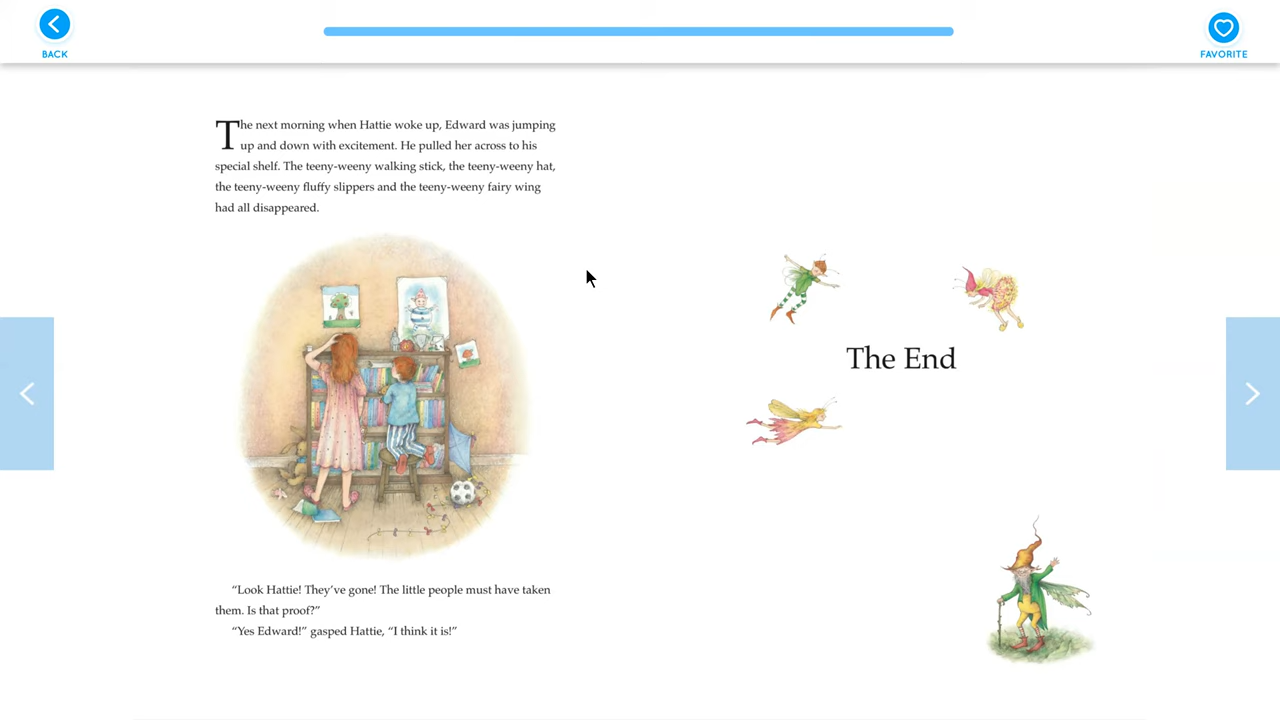 BACK
FAVORITE
The next morning when Hattie woke up, Edward was jumping
up and down with excitement. He pulled her across to his
special shelf. The teeny-weeny walking stick, the teeny-weeny hat,
the teeny-weeny fluffy slippers and the teeny-weeny fairy wing
had all disappeared.
“Look Hattie! They’ve gone! The little people must have taken
them. Is that proof?”
“Yes Edward!” gasped Hattie, “I think it is!”
The End